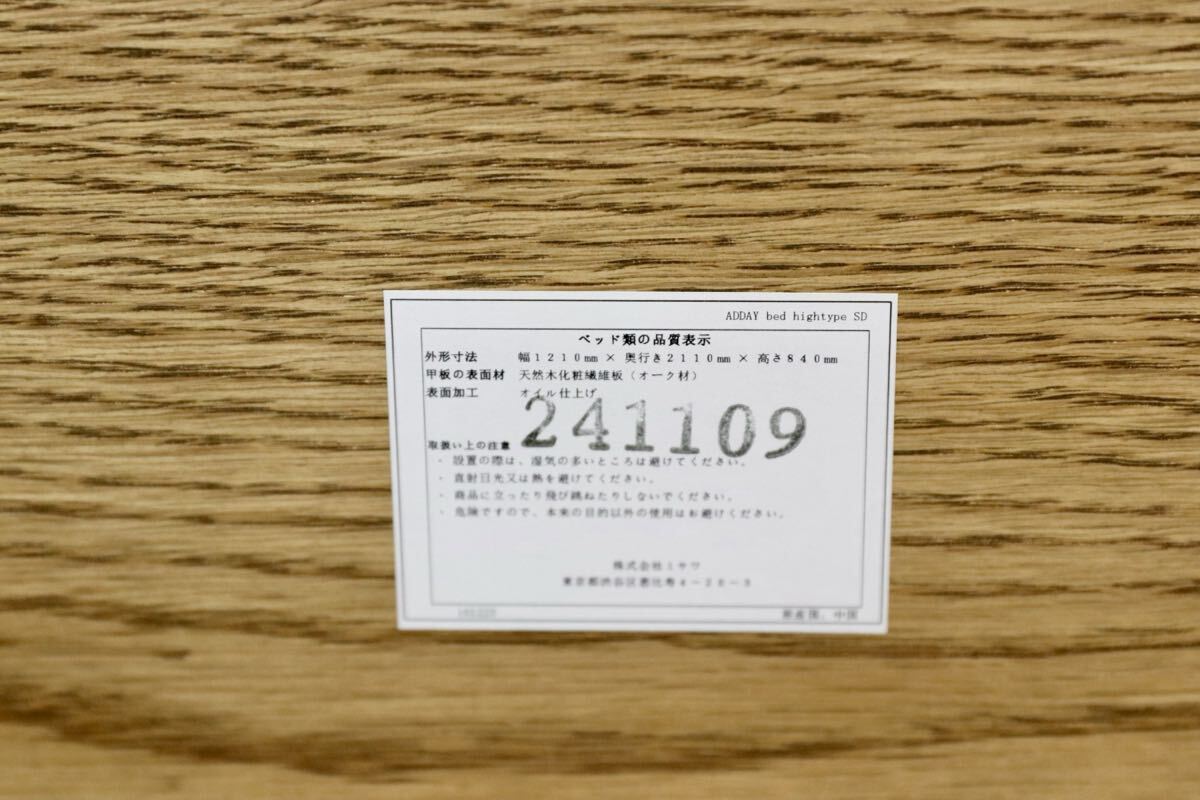 ADDAY bed hightype SD
ベッド類の品質表示
外形寸法 幅1210mm × 奥行き2110mm × 高さ840mm
甲板の表面材 天然木化粧繊維板(オーク材)
表面加工 オイル仕上げ
241109
取扱い上の注意
・ 設置の際は、湿気の多いところは避けてください。
・ 直射日光又は熱を避けてください。
・ 商品に立ったり飛び跳ねたりしないでください。
・ 危険ですので、本来の目的以外の使用はお避けください。
株式会社ミサワ
東京都渋谷区恵比寿4-20-3
原産国: 中国